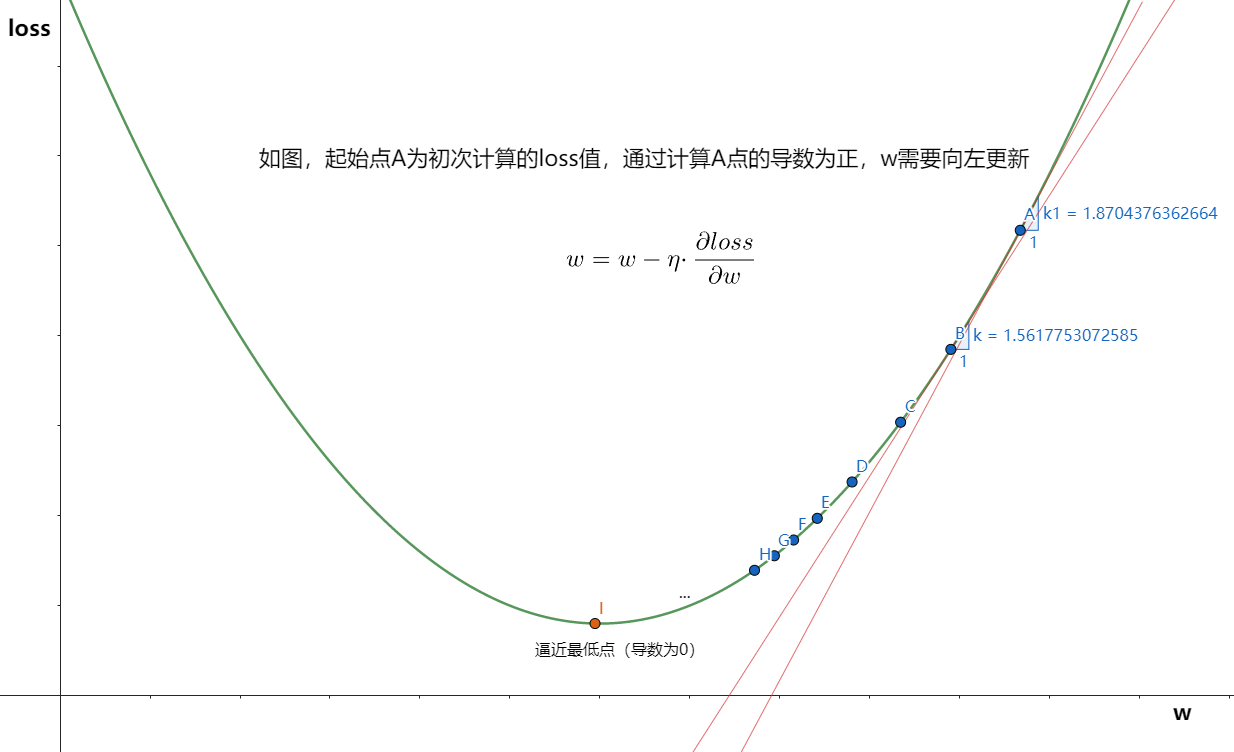 loss
如图，起始点A为初次计算的loss值，通过计算A点的导数为正，w需要向左更新
A k1 = 1.8704376362664
1
w = w − η· ∂loss/∂w
B k = 1.5617753072585
1
C
D
E
F
G
H
...
I
逼近最低点（导数为0）
w